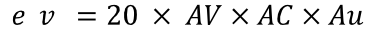 e v = 20 × AV × AC × Au